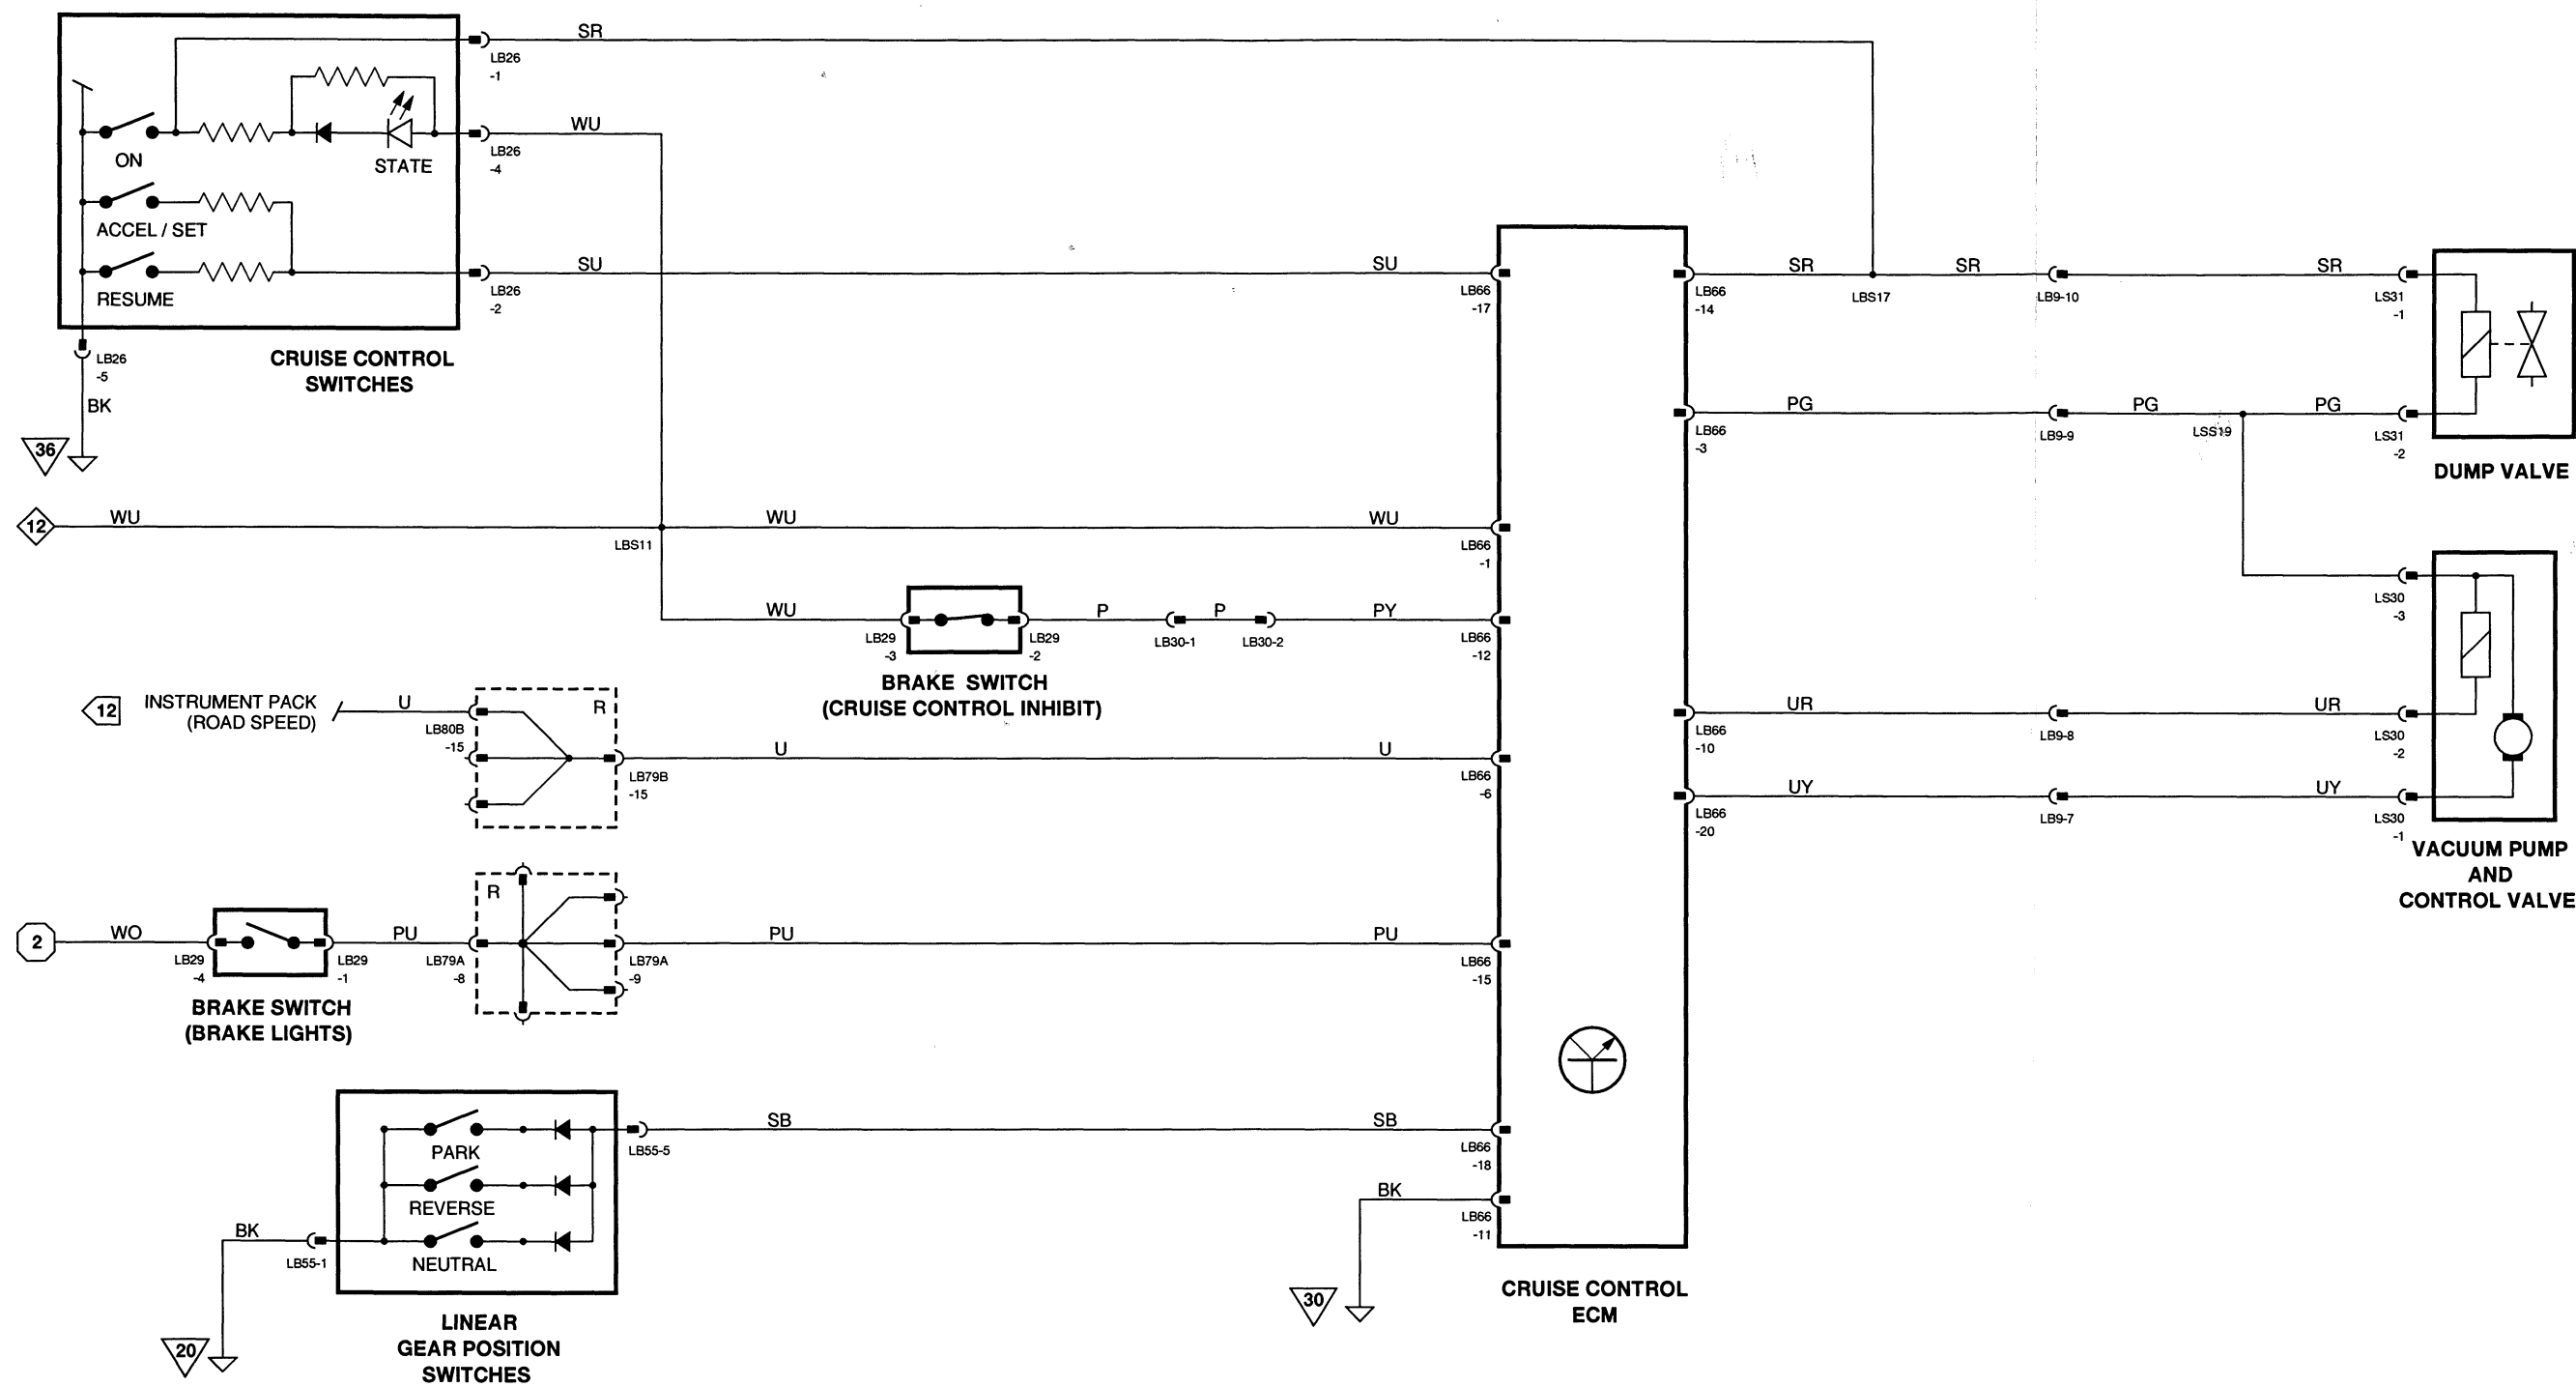 SR
LB26
-1
WU
LB26
-4
ON
STATE
ACCEL / SET
RESUME
SU
LB26
-2
SU
LB66
-17
LB26
-5
BK
36
CRUISE CONTROL
SWITCHES
LB66
-14
SR
LBS17
SR
LB9-10
SR
LS31
-1
LB66
-3
PG
LB9-9
PG
LSS19
PG
LS31
-2
DUMP VALVE
12
WU
LBS11
WU
WU
LB66
-1
WU
LB29
-3
LB29
-2
P
LB30-1
P
LB30-2
PY
LB66
-12
BRAKE SWITCH
(CRUISE CONTROL INHIBIT)
LS30
-3
12
INSTRUMENT PACK
(ROAD SPEED)
U
LB80B
-15
R
LB79B
-15
U
U
LB66
-6
LB66
-10
UR
LB9-8
UR
LS30
-2
LB66
-20
UY
LB9-7
UY
LS30
-1
VACUUM PUMP
AND
CONTROL VALVE
2
WO
LB29
-4
LB29
-1
PU
LB79A
-8
R
LB79A
-9
PU
PU
LB66
-15
BRAKE SWITCH
(BRAKE LIGHTS)
PARK
REVERSE
NEUTRAL
LB55-5
SB
SB
LB66
-18
BK
LB66
-11
BK
LB55-1
20
30
LINEAR
GEAR POSITION
SWITCHES
CRUISE CONTROL
ECM